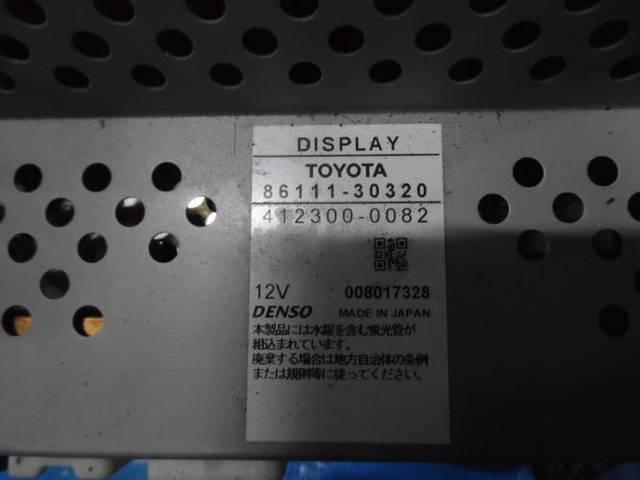 DISPLAY
TOYOTA
86111-30320
412300-0082
12V 008017328
DENSO MADE IN JAPAN
本製品には水銀を含む蛍光管が
組込まれています。
廃棄する場合は地方自治体の条例
または規則等に従ってください。